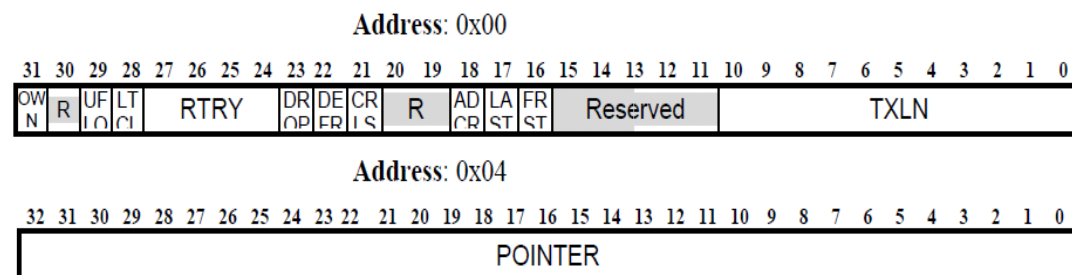 Address: 0x00
31 30 29 28 27 26 25 24 23 22 21 20 19 18 17 16 15 14 13 12 11 10 9 8 7 6 5 4 3 2 1 0
OW N R UF LO LT CL RTRY DR OP DE FR CR LS R AD CR LA ST FR ST Reserved TXLN
Address: 0x04
32 31 30 29 28 27 26 25 24 23 22 21 20 19 18 17 16 15 14 13 12 11 10 9 8 7 6 5 4 3 2 1 0
POINTER